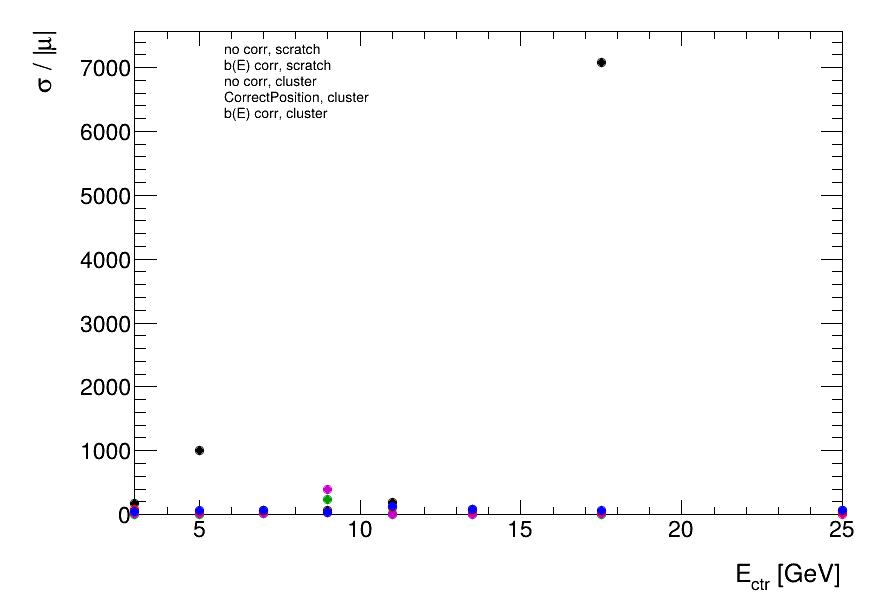 σ / |μ|
7000
6000
5000
4000
3000
2000
1000
0
no corr, scratch
b(E) corr, scratch
no corr, cluster
CorrectPosition, cluster
b(E) corr, cluster
5 10 15 20 25
E_ctr [GeV]